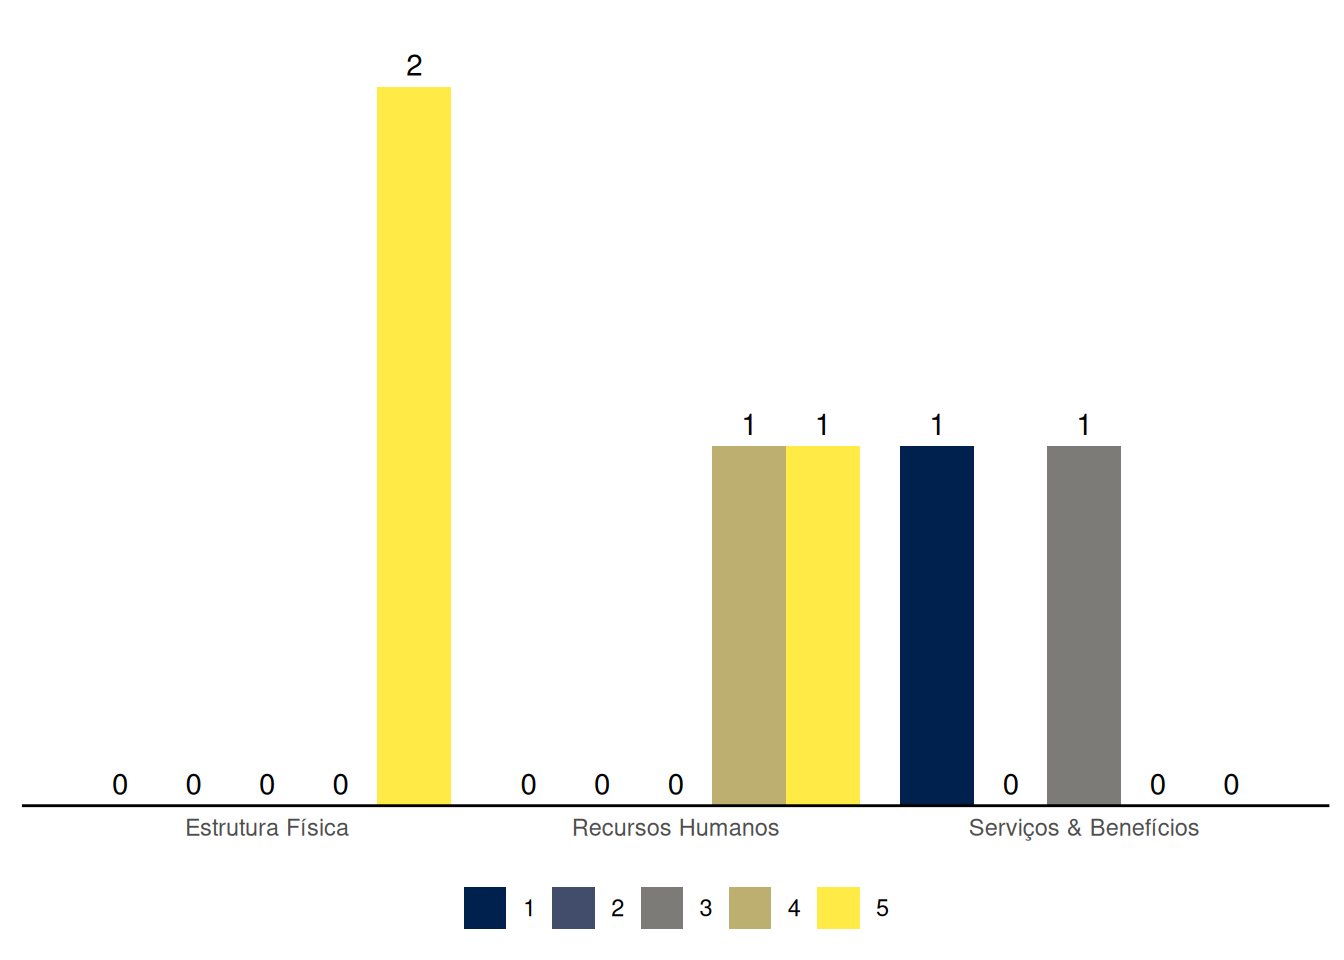 2
1 1 1 1
0 0 0 0 0 0 0 0 0 0
Estrutura Física Recursos Humanos Serviços & Benefícios
1 2 3 4 5